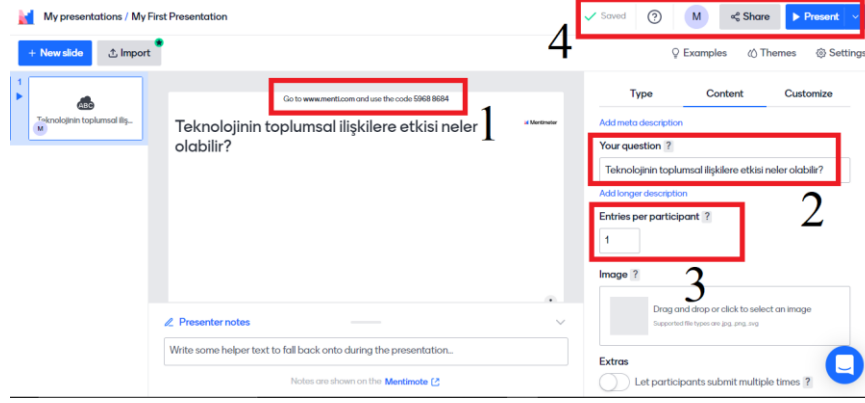 My presentations / My First Presentation
Saved
M
Share
Present
4
+ New slide
Import
Examples
Themes
Settings
1
ABC
Teknolojinin toplumsal iliş...
M
Go to www.menti.com and use the code 5968 8684
1
Teknolojinin toplumsal ilişkilere etkisi neler
olabilir?
Mentimeter
Presenter notes
Write some helper text to fall back onto during the presentation...
Notes are shown on the Mentimote
Type Content Customize
Add meta description
Your question ?
Teknolojinin toplumsal ilişkilere etkisi neler olabilir?
Add longer description
2
Entries per participant ?
1
3
Image ?
Drag and drop or click to select an image
Supported file types are jpg, png, svg
Extras
Let participants submit multiple times ?